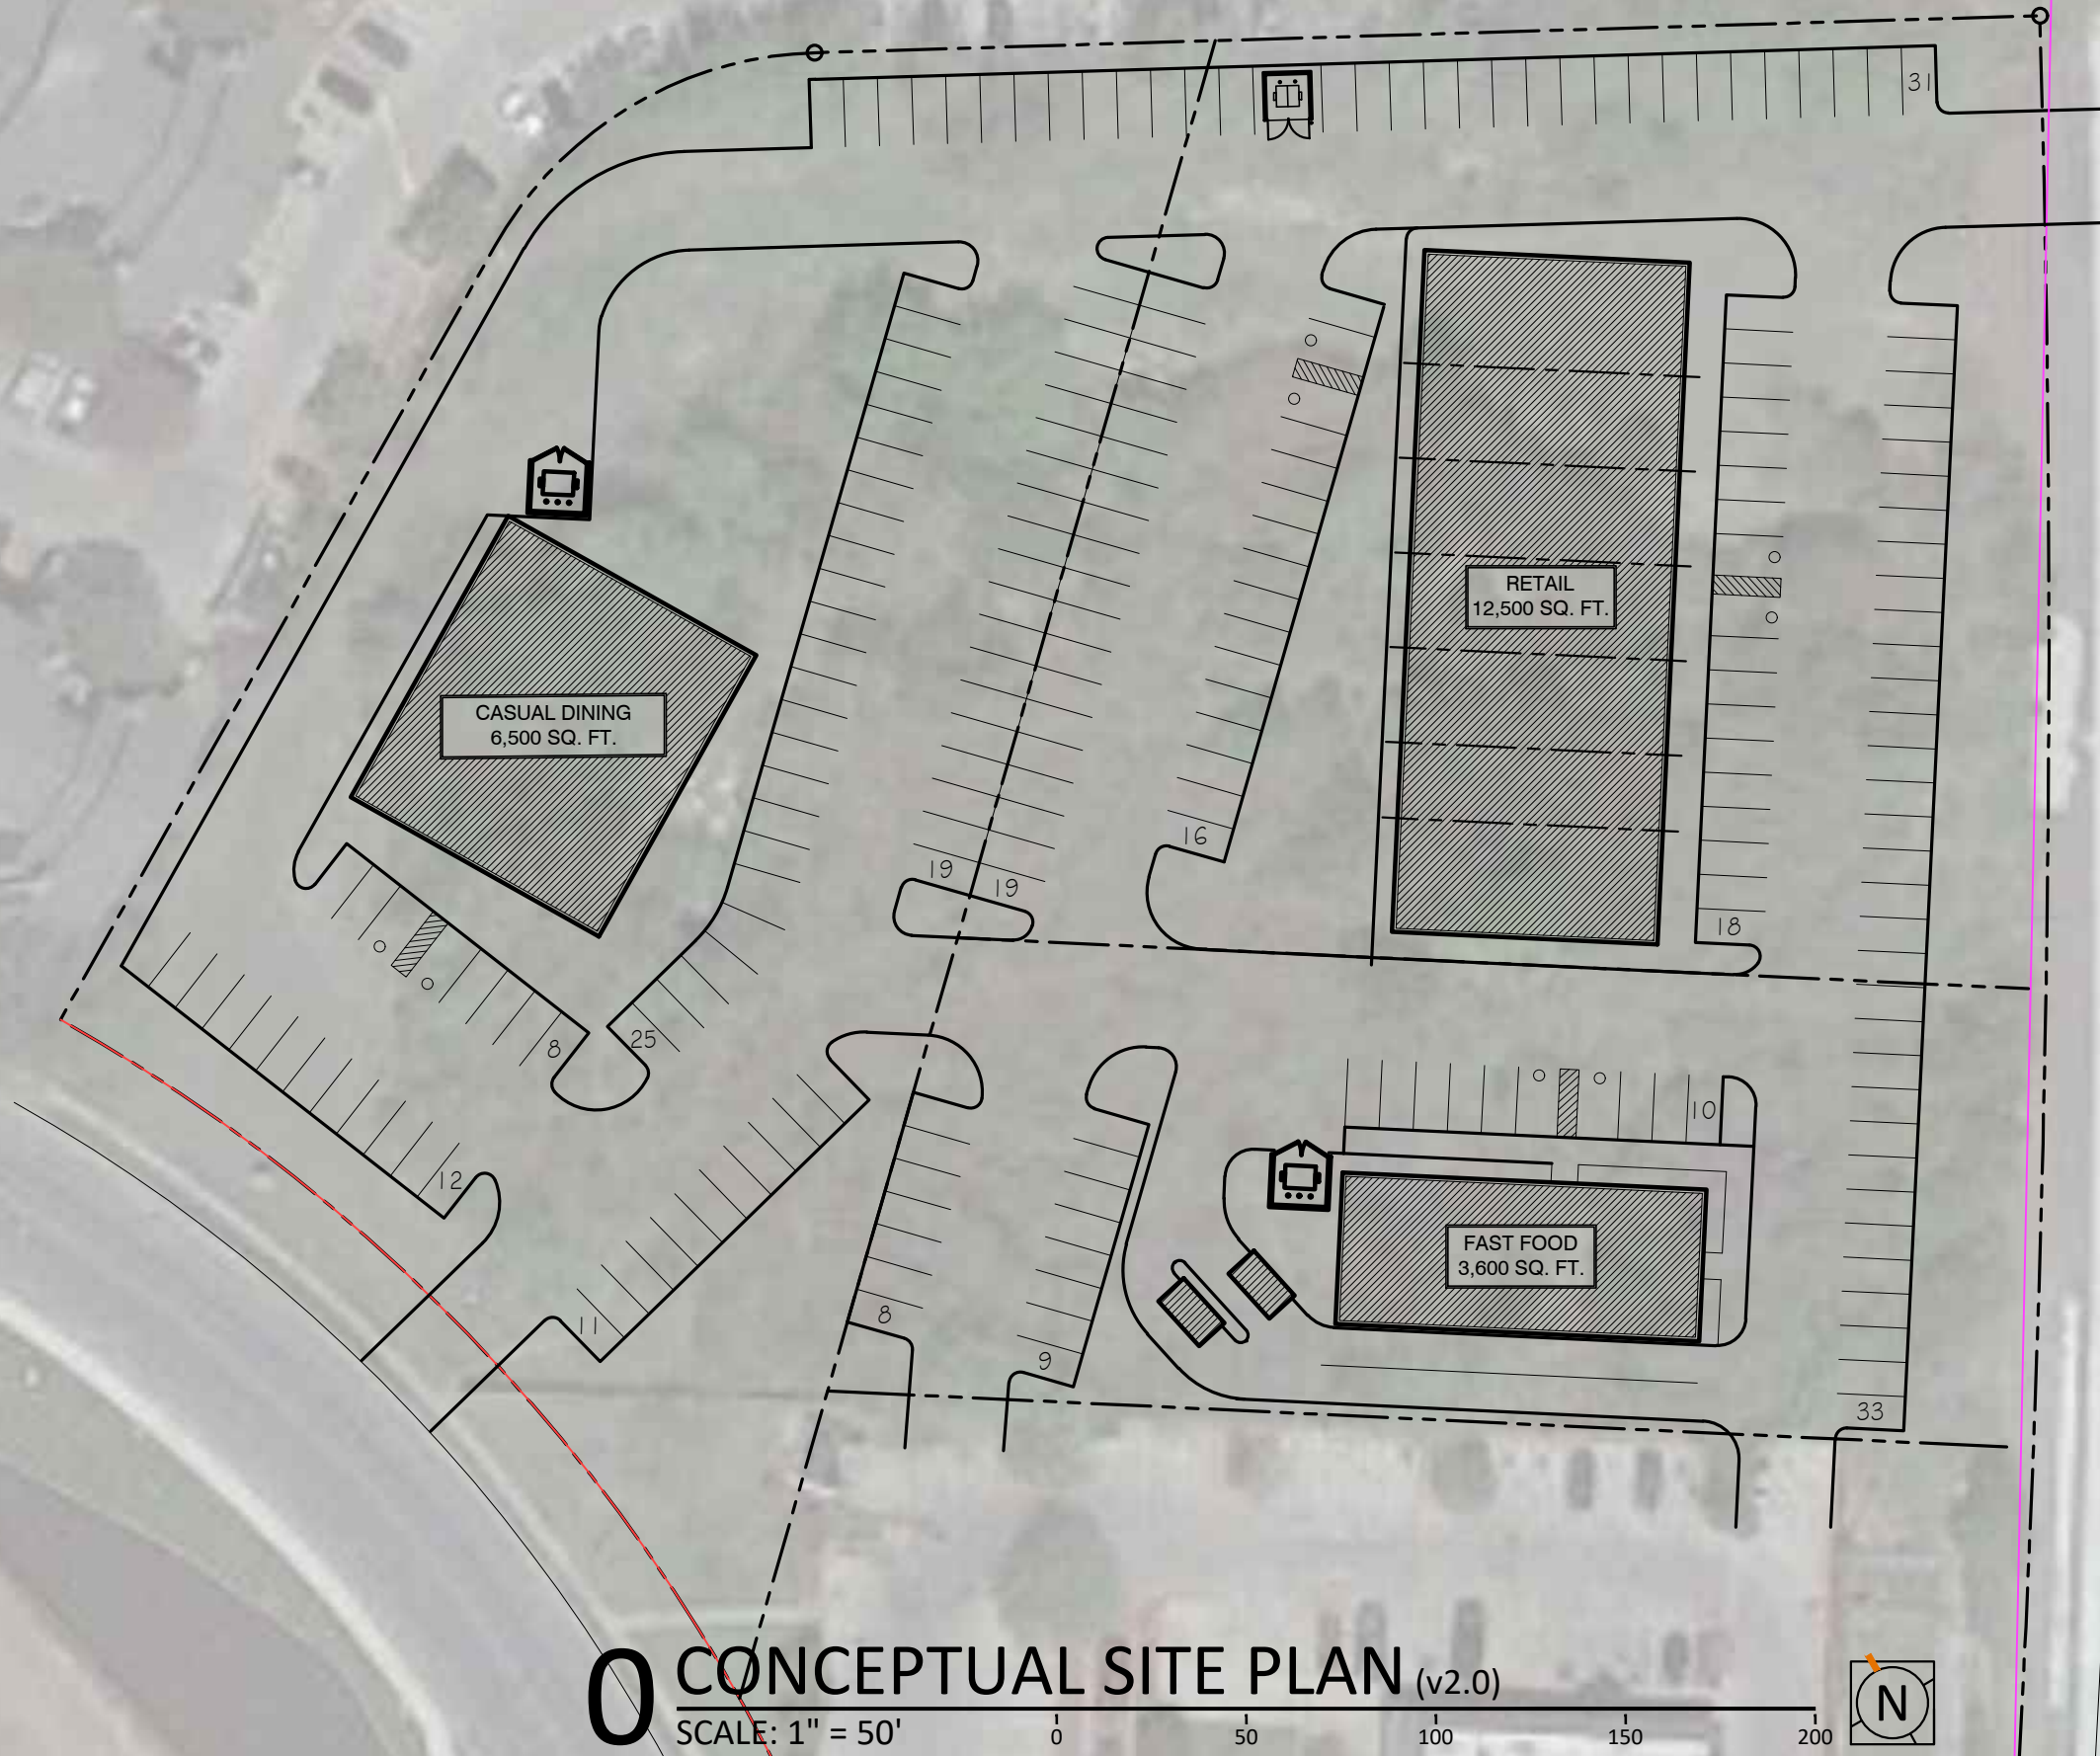 31
RETAIL
12,500 SQ. FT.
CASUAL DINING
6,500 SQ. FT.
16
19
19
18
8
25
10
12
FAST FOOD
3,600 SQ. FT.
11
8
9
33
0 CONCEPTUAL SITE PLAN (v2.0)
SCALE: 1" = 50'
0 50 100 150 200
N